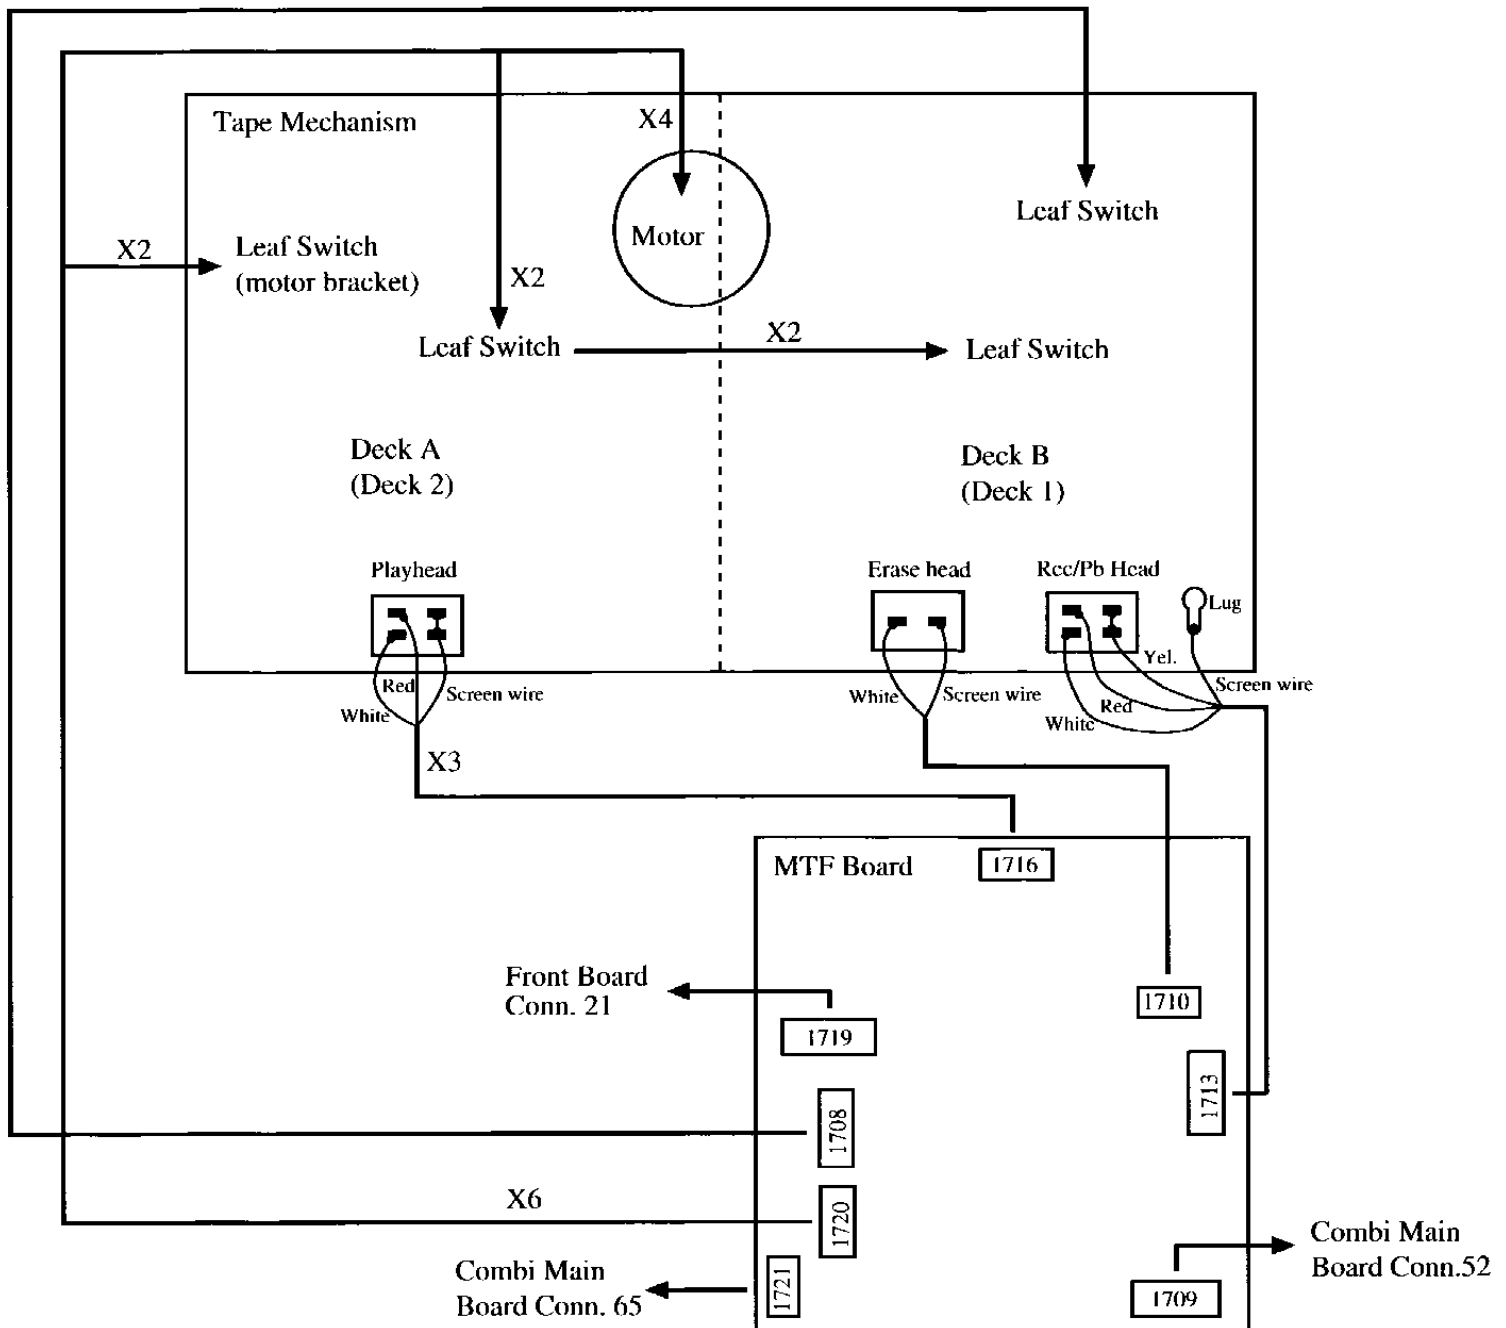 Tape Mechanism
X4
Leaf Switch
Motor
X2
Leaf Switch
(motor bracket)
X2
Leaf Switch
X2
Leaf Switch
Deck A
(Deck 2)
Deck B
(Deck 1)
Playhead
Erase head
Rec/Pb Head
Lug
Yel.
Red
Screen wire
White
White
Screen wire
Red
White
Screen wire
X3
MTF Board
1716
Front Board
Conn. 21
1719
1710
1713
1708
X6
1720
Combi Main
Board Conn.52
Combi Main
Board Conn. 65
1721
1709